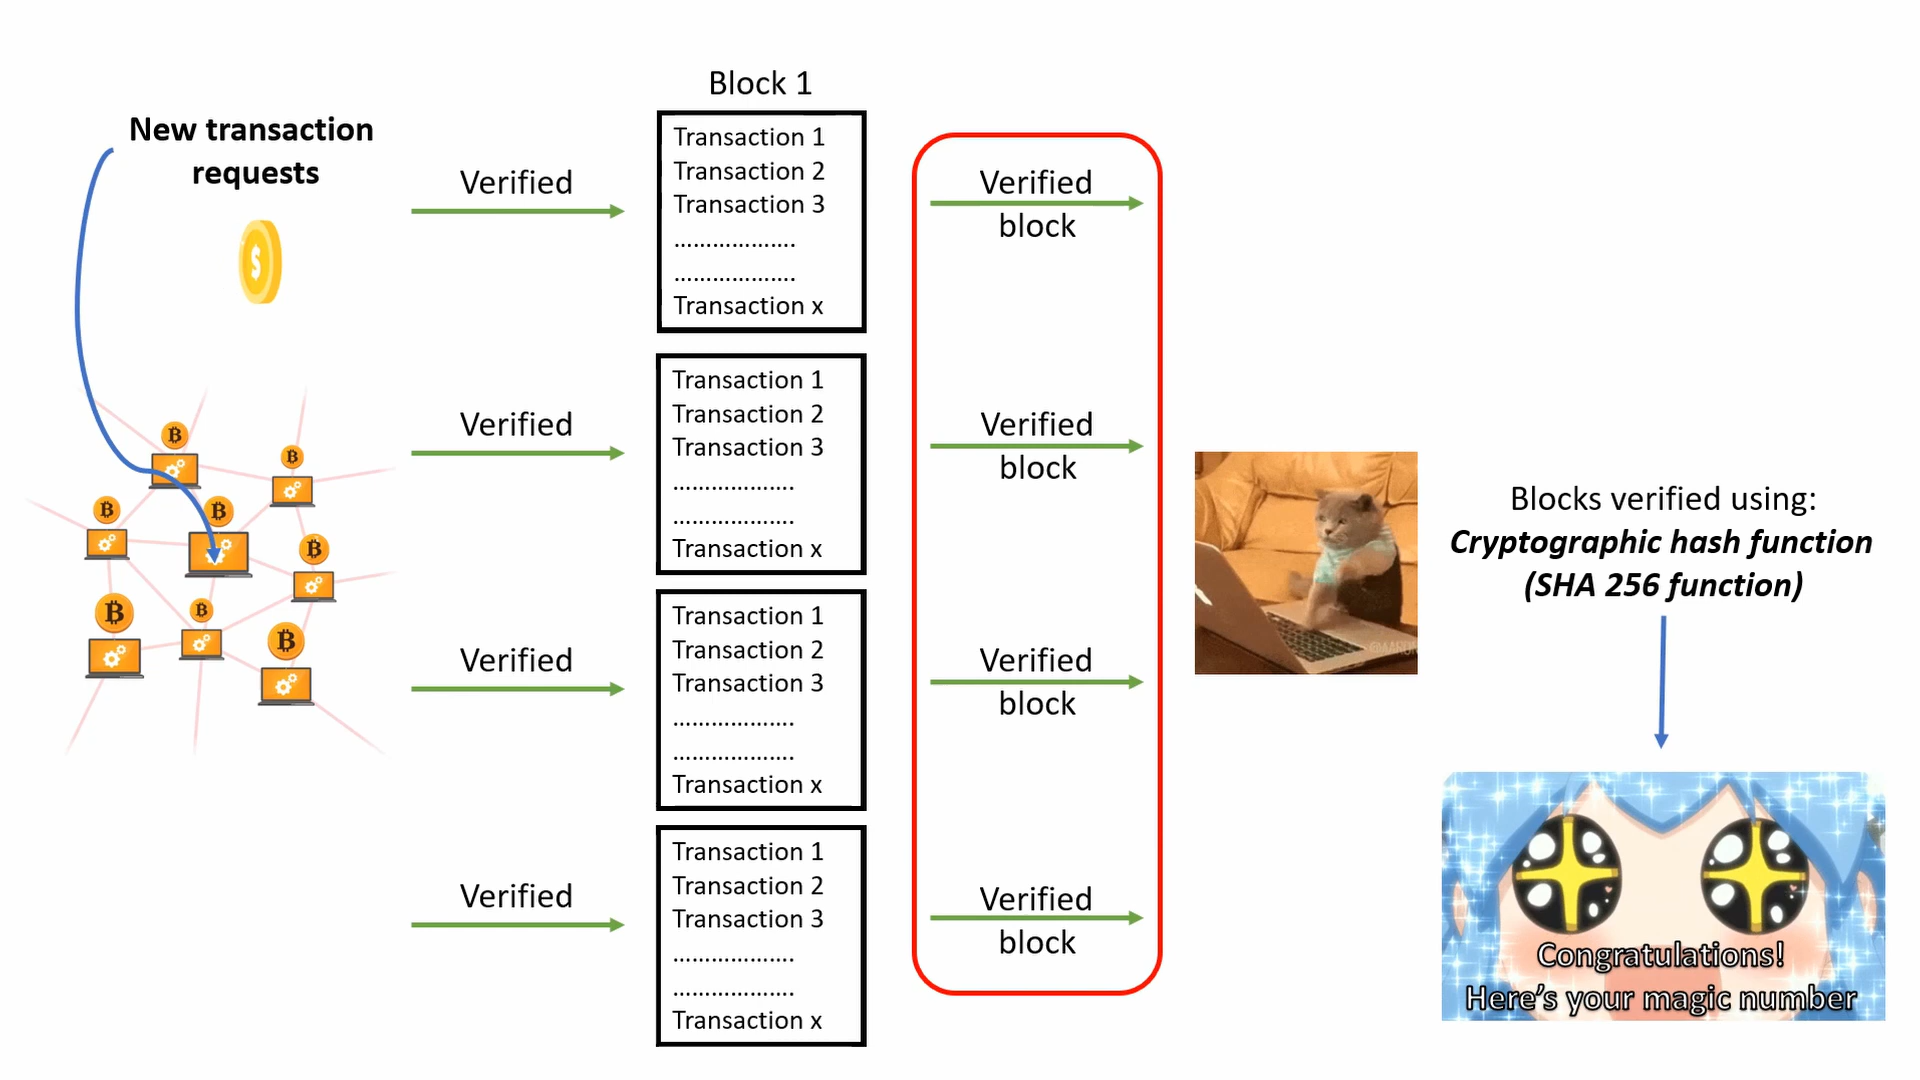 New transaction
requests
Verified
Block 1
Transaction 1
Transaction 2
Transaction 3
...................
...................
Transaction x
Verified
block
Verified
Transaction 1
Transaction 2
Transaction 3
...................
...................
Transaction x
Verified
block
Verified
Transaction 1
Transaction 2
Transaction 3
...................
...................
Transaction x
Verified
block
Verified
Transaction 1
Transaction 2
Transaction 3
...................
...................
Transaction x
Verified
block
Blocks verified using:
Cryptographic hash function
(SHA 256 function)
Congratulations!
Here's your magic number